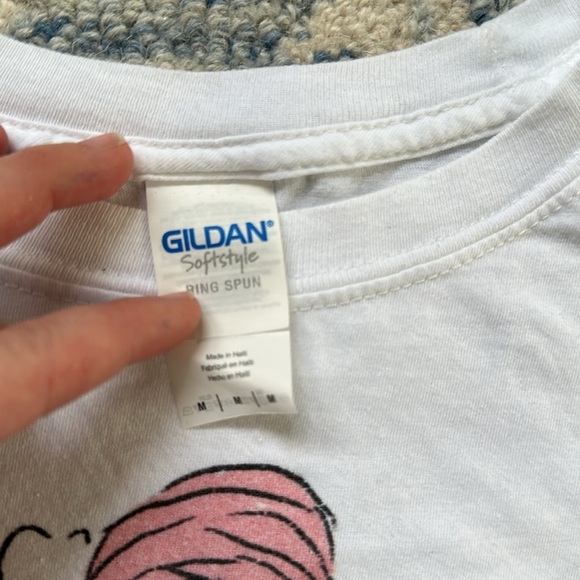 GILDAN®
Softstyle
RING SPUN
Made in Haiti
Fabriqué en Haïti
Hecho en Haití
M | M | M